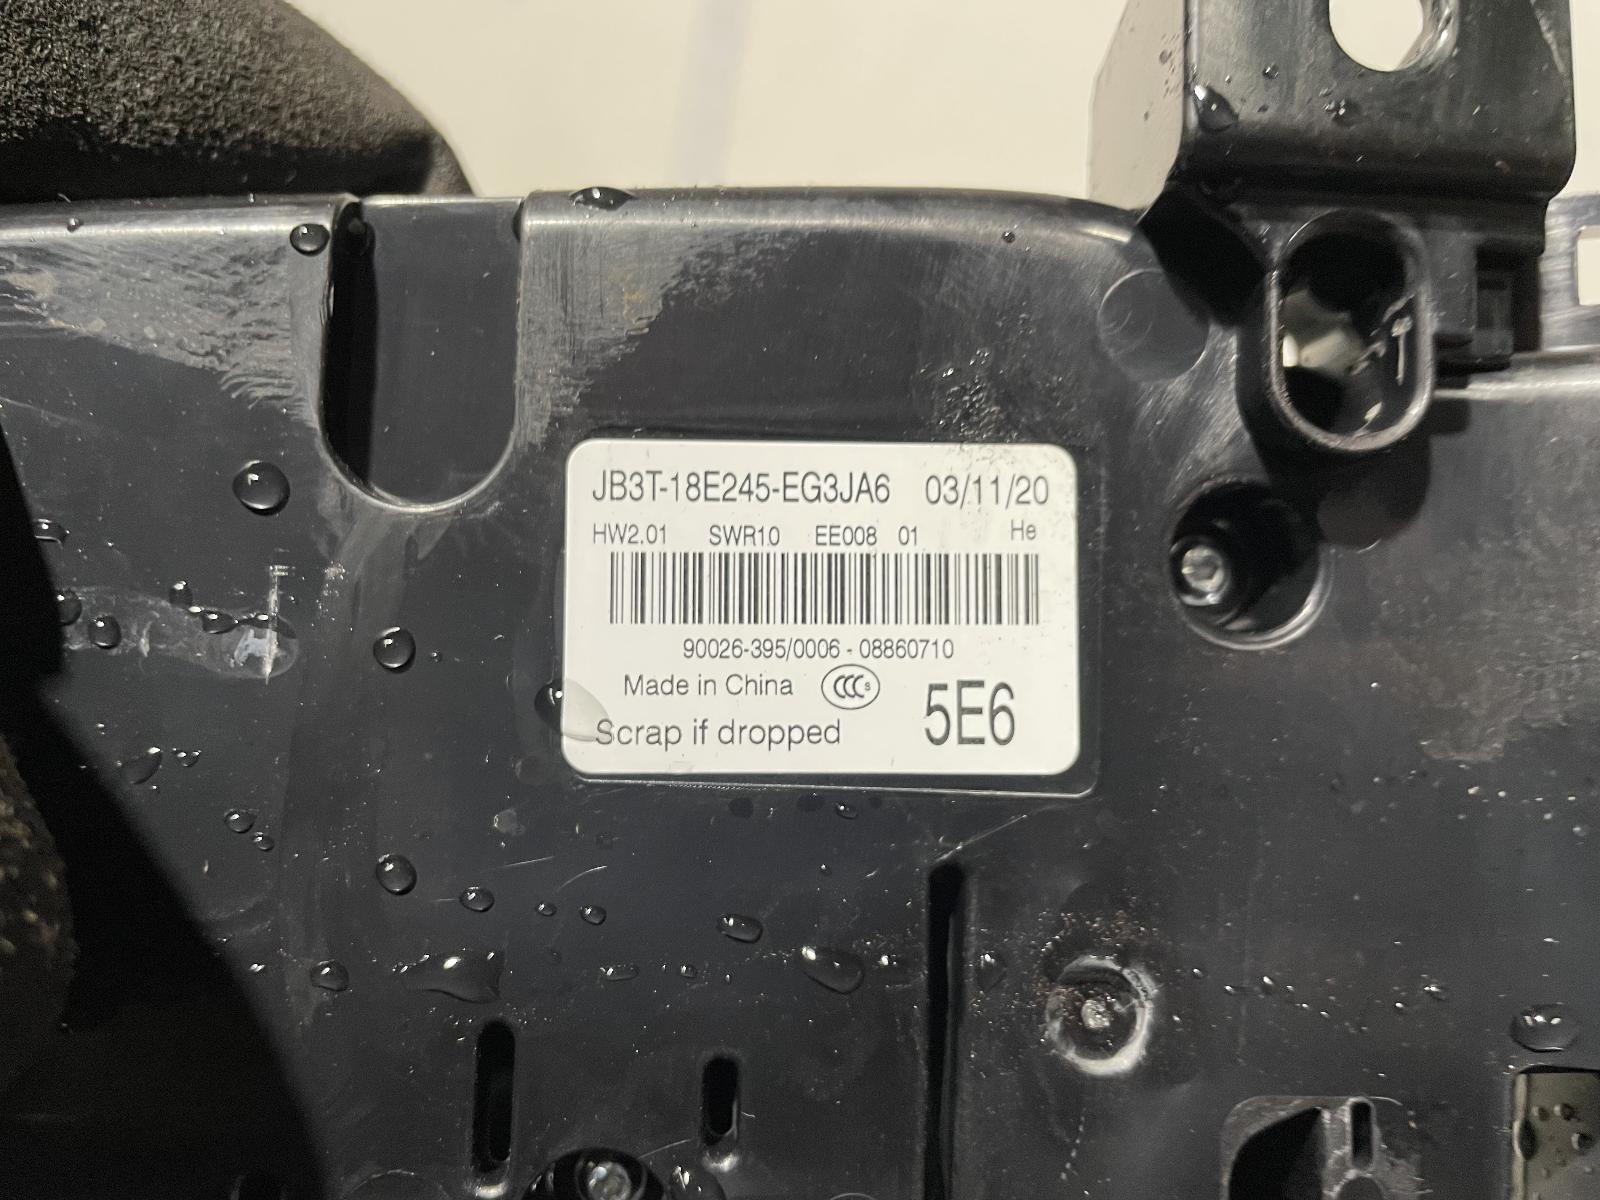 JB3T-18E245-EG3JA6 03/11/20
HW2.01 SWR10 EE008 01 He
90026-395/0006 - 08860710
Made in China CCC S 5E6
Scrap if dropped